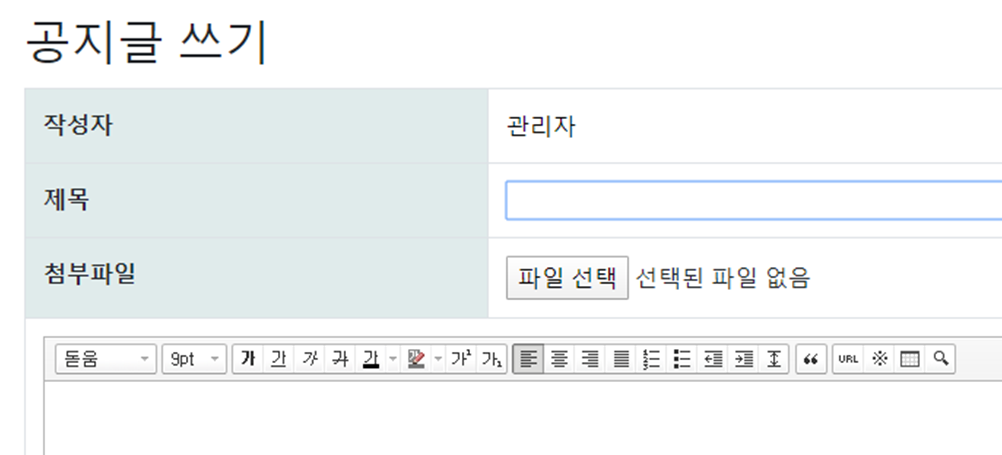 공지글 쓰기
작성자 관리자
제목
첨부파일 파일 선택 선택된 파일 없음
돋움 9pt 가 가 가 가 가 가¹ 가₁ URL